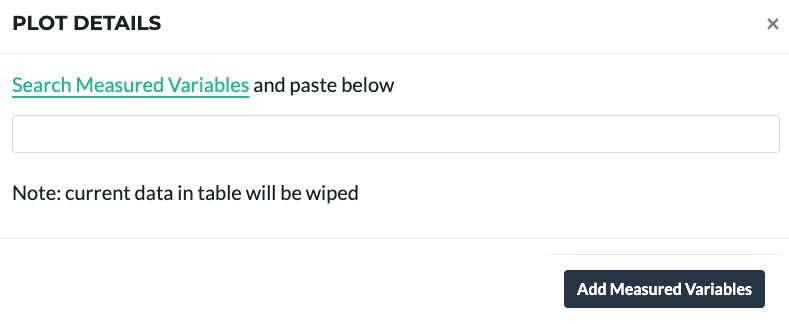 PLOT DETAILS ×
Search Measured Variables and paste below
Note: current data in table will be wiped
Add Measured Variables